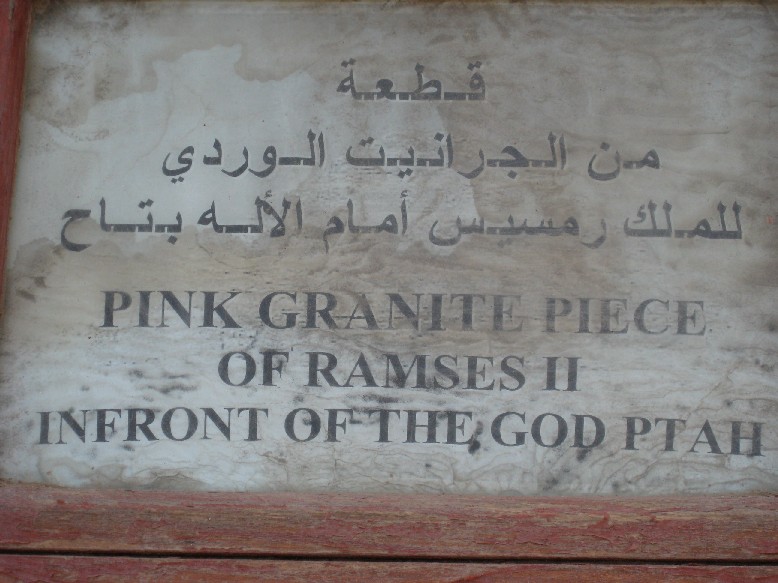 قطعة
من الجرانيت الوردي
للملك رمسيس أمام الأله بتاح
PINK GRANITE PIECE
OF RAMSES II
INFRONT OF THE GOD PTAH